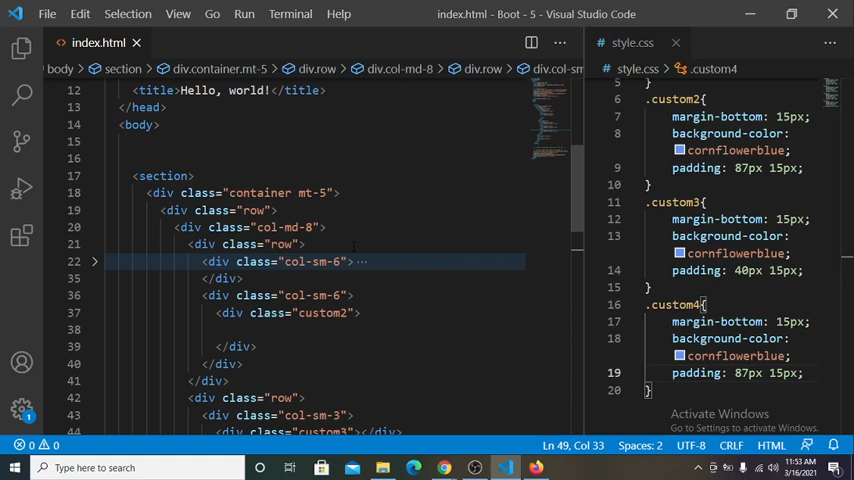 File Edit Selection View Go Run Terminal Help index.html - Boot - 5 - Visual Studio Code
index.html
style.css
body section div.container.mt-5 div.row div.col-md-8 div.row div.col-sm
style.css .custom4
12 <title>Hello, world!</title>
13 </head>
14 <body>
15
16
17 <section>
18 <div class="container mt-5">
19 <div class="row">
20 <div class="col-md-8">
21 <div class="row">
22 <div class="col-sm-6"> ...
35 </div>
36 <div class="col-sm-6">
37 <div class="custom2">
38
39 </div>
40 </div>
41 </div>
42 <div class="row">
43 <div class="col-sm-3">
44 <div class="custom3"></div>
5 }
6 .custom2{
7 margin-bottom: 15px;
8 background-color:
cornflowerblue;
9 padding: 87px 15px;
10 }
11 .custom3{
12 margin-bottom: 15px;
13 background-color:
cornflowerblue;
14 padding: 40px 15px;
15 }
16 .custom4{
17 margin-bottom: 15px;
18 background-color:
cornflowerblue;
19 padding: 87px 15px;
20 }
Activate Windows
Go to Settings to activate Windows.
1
0 0 Ln 49, Col 33 Spaces: 2 UTF-8 CRLF HTML
Type here to search
11:53 AM
3/16/2021